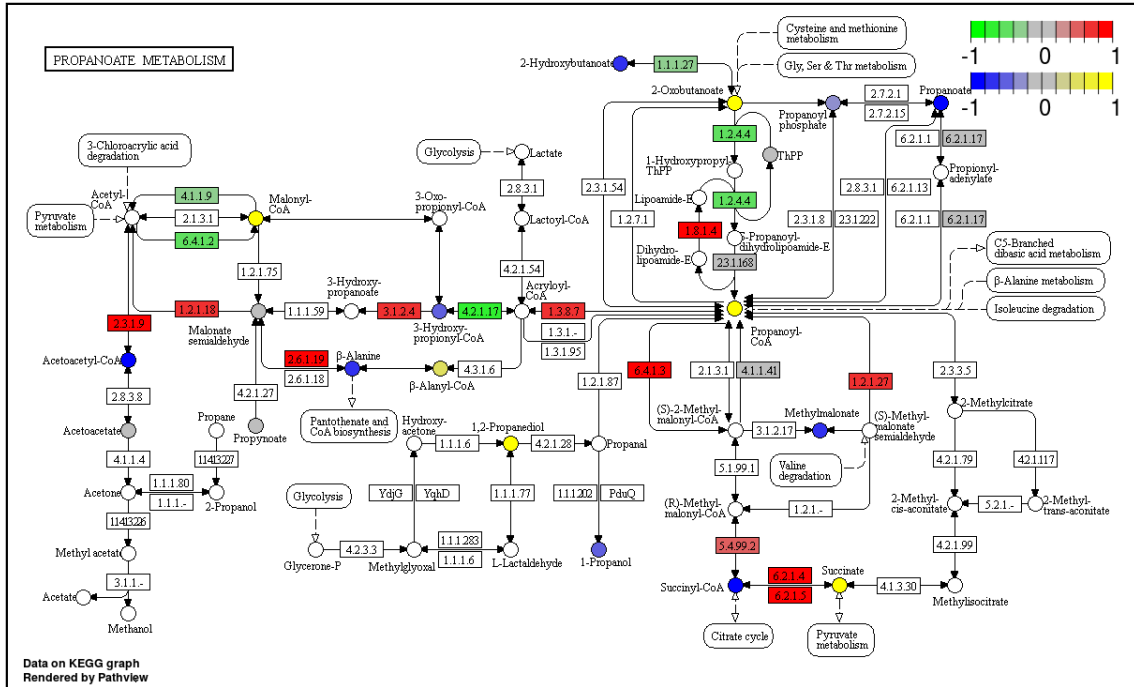 PROPANOATE METABOLISM
-1 0 1
-1 0 1
Cysteine and methionine
metabolism
Gly, Ser & Thr metabolism
2-Hydroxybutanoate
1.1.1.27
2-Oxobutanoate
Propanoyl
phosphate
2.7.2.1
2.7.2.15
Propanoate
1.2.4.4
ThPP
6.2.1.1
6.2.1.17
3-Chloroacrylic acid
degradation
Glycolysis
Lactate
1-Hydroxypropyl-
ThPP
Propionyl-
adenylate
2.8.3.1
2.3.1.54
2.8.3.1
6.2.1.13
Acetyl-
CoA
4.1.1.9
Malonyl-
CoA
3-Oxo-
propionyl-CoA
Lipoamide-E
1.2.4.4
Pyruvate
metabolism
2.1.3.1
Lactoyl-CoA
1.2.7.1
2.3.1.8
2.3.1.222
6.2.1.1
6.2.1.17
6.4.1.2
1.8.1.4
5-Propanoyl-
dihydrolipoamide-E
C5-Branched
dibasic acid metabolism
Dihydro-
lipoamide-E
2.3.1.168
4.2.1.54
1.2.1.75
β-Alanine metabolism
3-Hydroxy-
propanoate
Acryloyl-
CoA
Isoleucine degradation
1.2.1.18
1.1.1.59
3.1.2.4
4.2.1.17
1.3.8.7
2.3.1.9
Malonate
semialdehyde
3-Hydroxy-
propionyl-CoA
1.3.1.-
1.3.1.95
Propanoyl-
CoA
Acetoacetyl-CoA
2.6.1.19
2.6.1.18
β-Alanine
4.3.1.6
β-Alanyl-CoA
6.4.1.3
2.1.3.1
4.1.1.41
1.2.1.27
2.3.3.5
1.2.1.87
2.8.3.8
4.2.1.27
Propane
Pantothenate and
CoA biosynthesis
Hydroxy-
acetone
1,2-Propanediol
(S)-2-Methyl-
malonyl-CoA
Methylmalonate
(S)-Methyl-
malonate
semialdehyde
2-Methylcitrate
Acetoacetate
Propynoate
1.1.1.6
4.2.1.28
Propanal
3.1.2.17
4.1.1.4
1.14.13.227
5.1.99.1
Valine
degradation
4.2.1.79
4.2.1.117
Acetone
1.1.1.80
1.1.1.-
2-Propanol
Glycolysis
YdjG
YqhD
1.1.1.77
1.1.1.202
PduQ
(R)-Methyl-
malonyl-CoA
1.2.1.-
2-Methyl-
cis-aconitate
5.2.1.-
2-Methyl-
trans-aconitate
1.14.13.226
Methyl acetate
4.2.3.3
1.1.1.283
1.1.1.6
5.4.99.2
4.2.1.99
Glycerone-P
Methylglyoxal
L-Lactaldehyde
1-Propanol
3.1.1.-
Acetate
Methanol
Succinyl-CoA
6.2.1.4
6.2.1.5
Succinate
4.1.3.30
Methylisocitrate
Citrate cycle
Pyruvate
metabolism
Data on KEGG graph
Rendered by Pathview